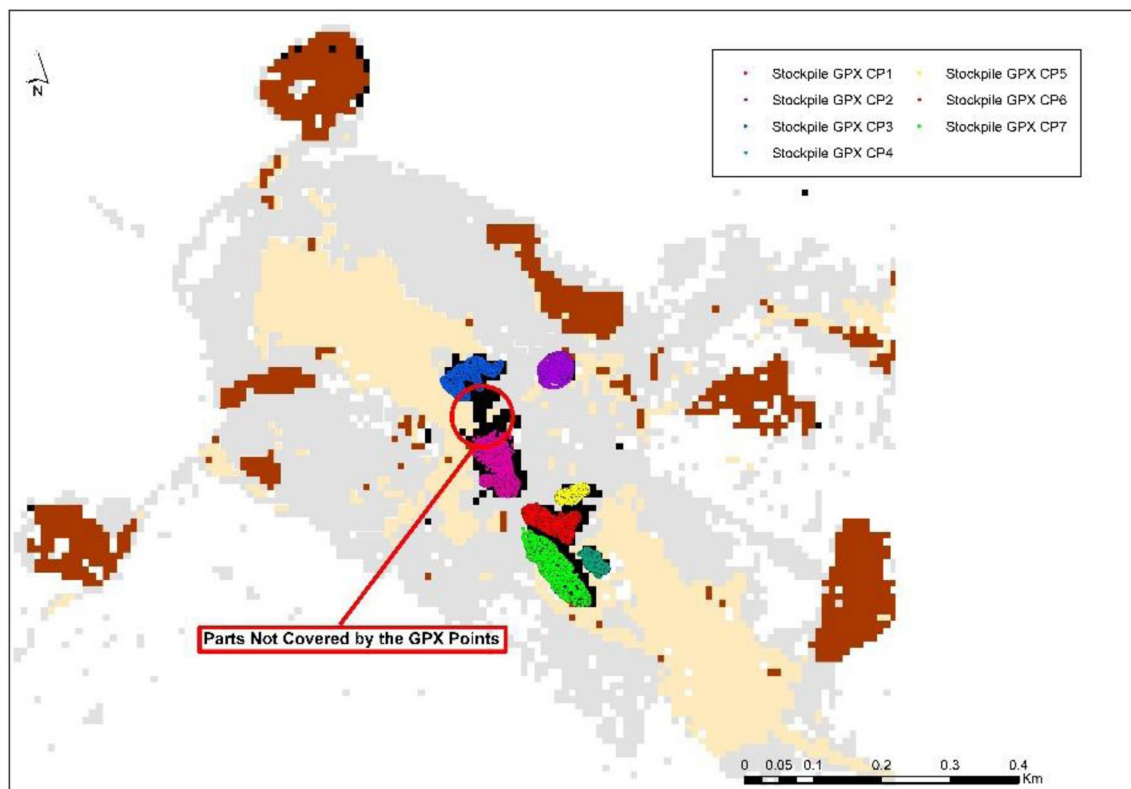 N
Stockpile GPX CP1
Stockpile GPX CP5
Stockpile GPX CP2
Stockpile GPX CP6
Stockpile GPX CP3
Stockpile GPX CP7
Stockpile GPX CP4
Parts Not Covered by the GPX Points
0 0.05 0.1 0.2 0.3 0.4
Km